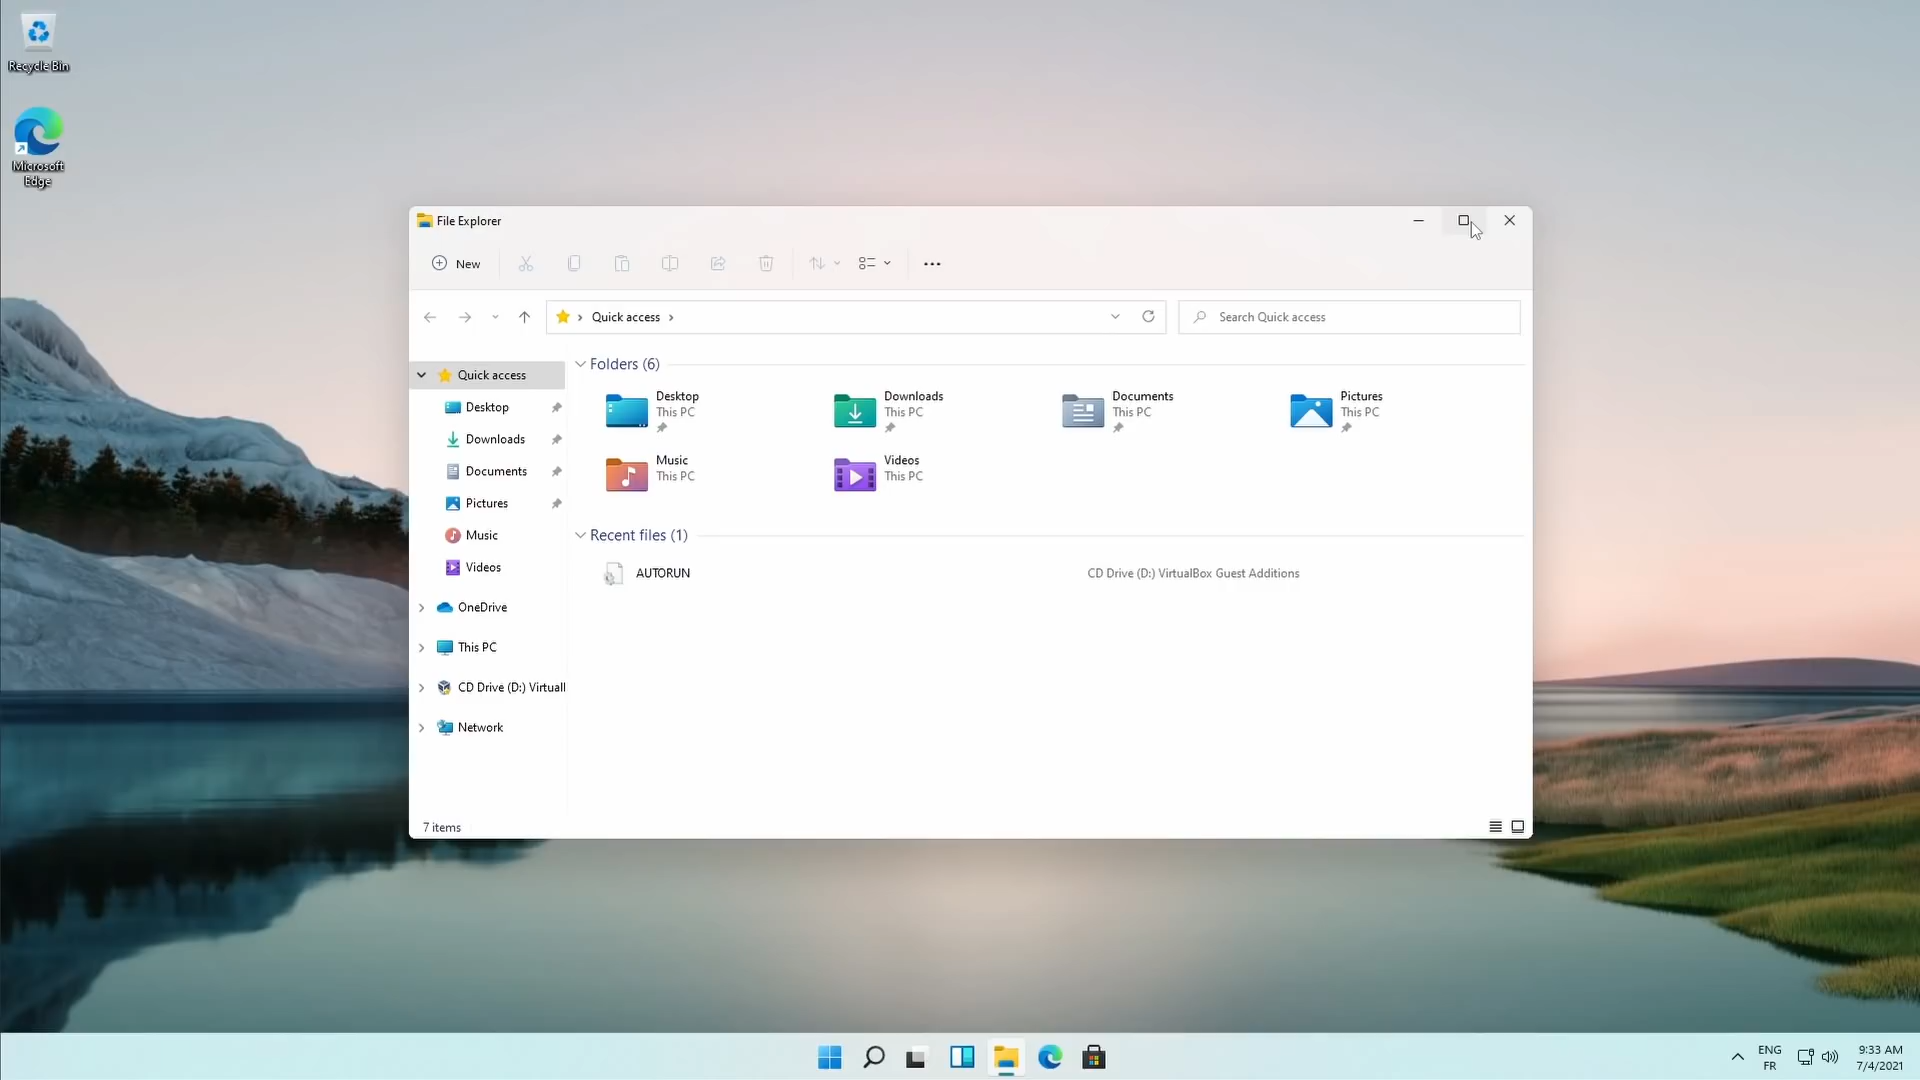 Recycle Bin
Microsoft
Edge
File Explorer
New
Quick access
Search Quick access
Quick access
Desktop
Downloads
Documents
Pictures
Music
Videos
OneDrive
This PC
CD Drive (D:) Virtuall
Network
Folders (6)
Desktop
This PC
Downloads
This PC
Documents
This PC
Pictures
This PC
Music
This PC
Videos
This PC
Recent files (1)
AUTORUN
CD Drive (D:) VirtualBox Guest Additions
7 items
ENG
FR
9:33 AM
7/4/2021